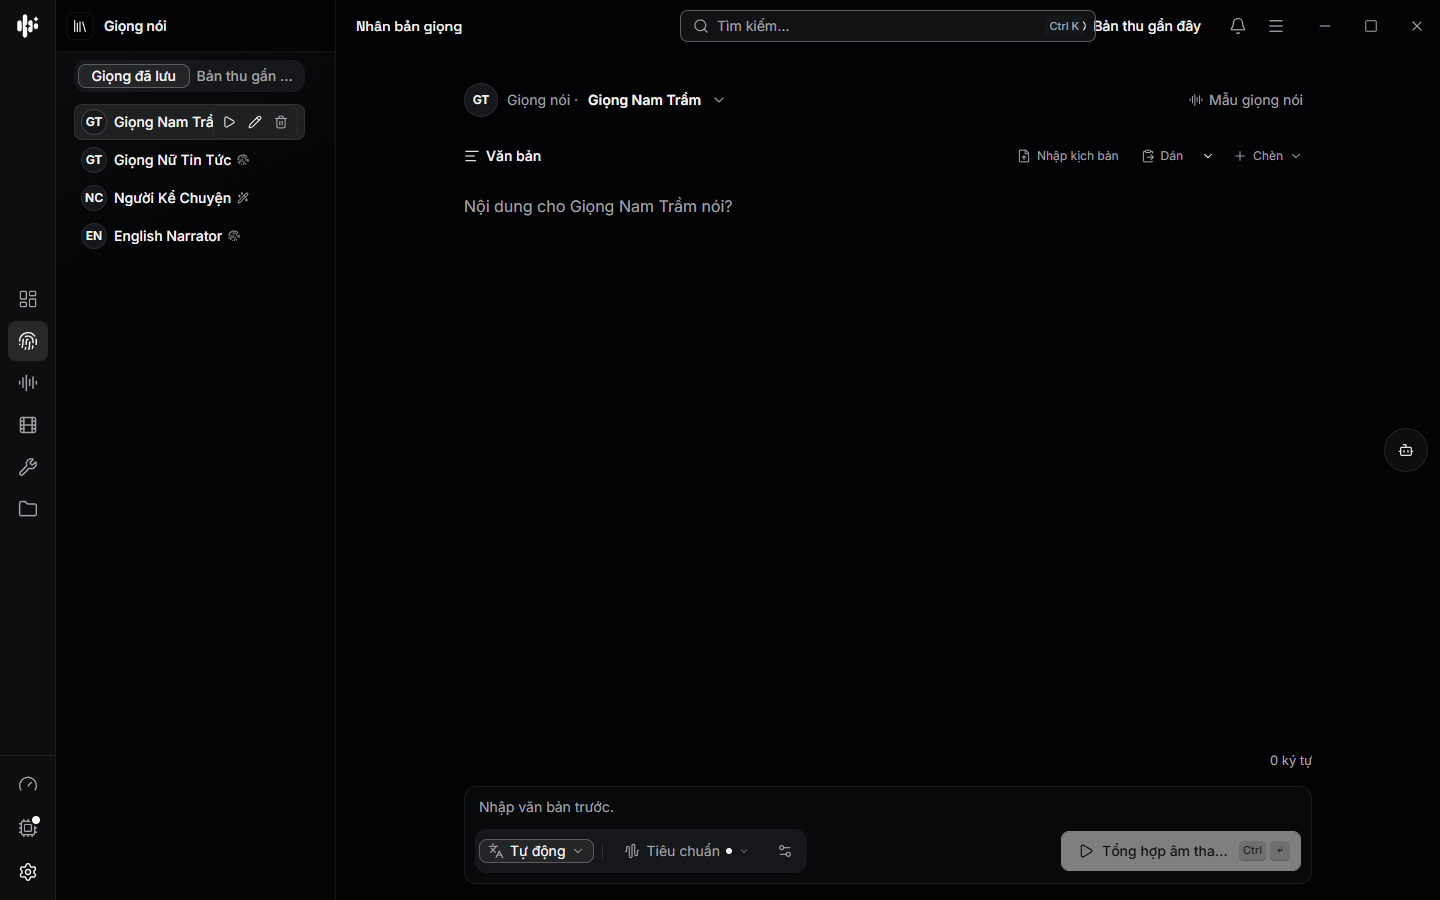 Giọng nói
Nhân bản giọng
Tìm kiếm...
Ctrl K
Bản thu gần đây
Giọng đã lưu
Bản thu gần ...
GT
Giọng Nam Trầ
GT
Giọng Nữ Tin Tức
NC
Người Kể Chuyện
EN
English Narrator
GT
Giọng nói · Giọng Nam Trầm
Mẫu giọng nói
Văn bản
Nhập kịch bản
Dán
Chèn
Nội dung cho Giọng Nam Trầm nói?
0 ký tự
Nhập văn bản trước.
Tự động
Tiêu chuẩn
Tổng hợp âm tha...
Ctrl